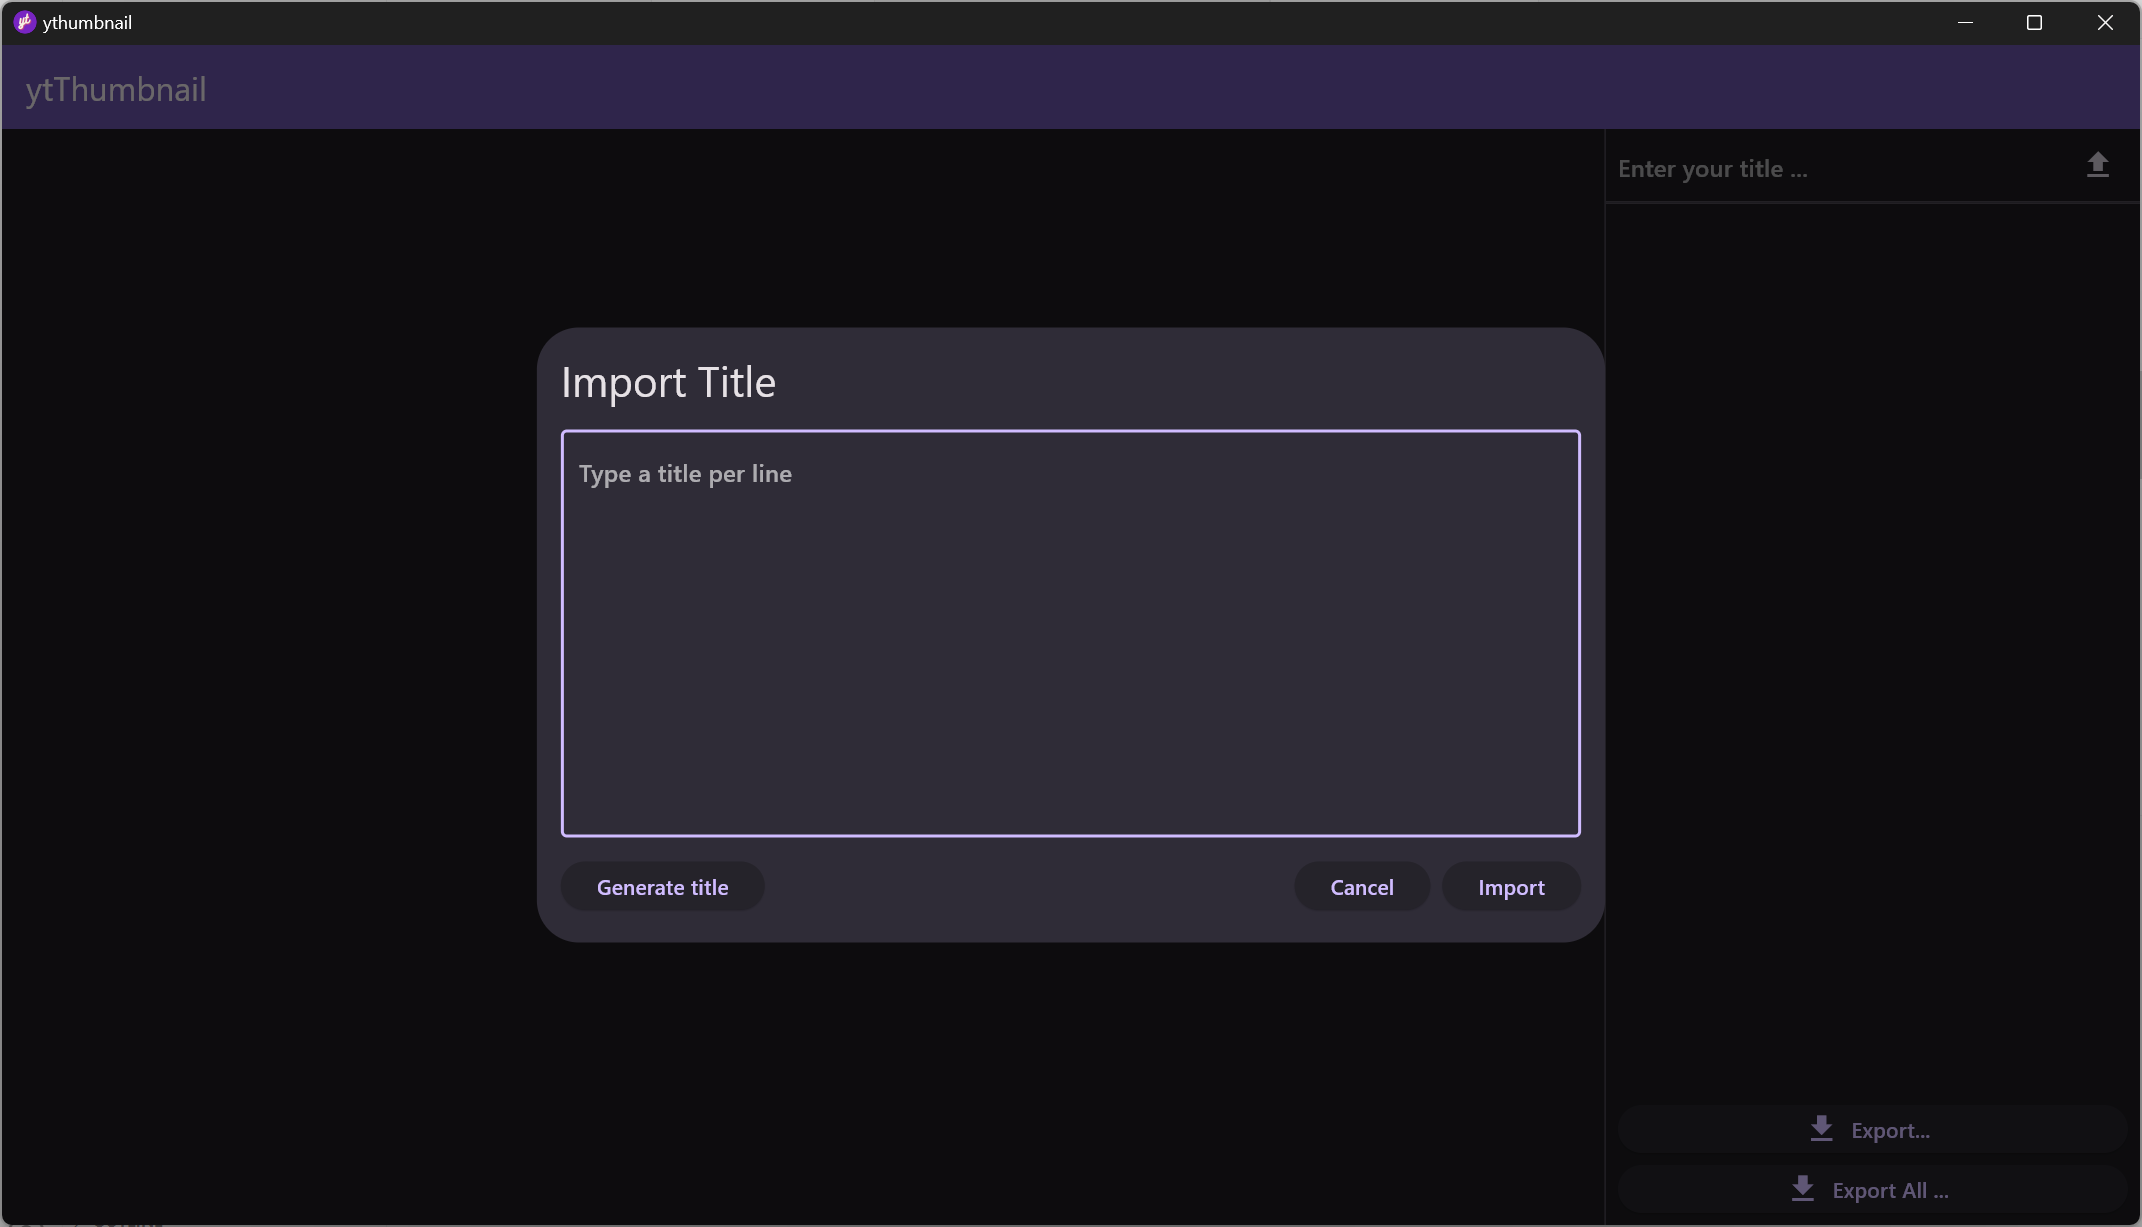 ythumbnail
ytThumbnail
Enter your title ...
Import Title
Type a title per line
Generate title
Cancel
Import
Export...
Export All ...